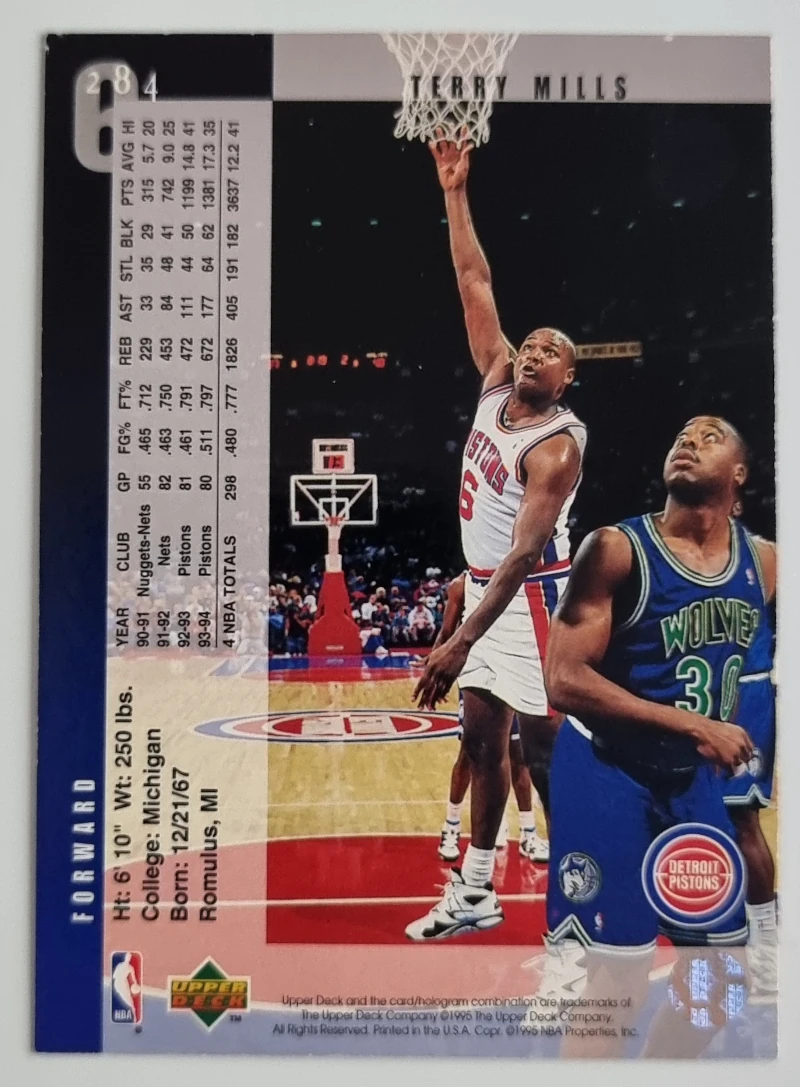 284
6
TERRY MILLS
YEAR CLUB GP FG% FT% REB AST STL BLK PTS AVG HI
90-91 Nuggets-Nets 55 .465 .712 229 33 35 29 315 5.7 20
91-92 Nets 82 .463 .750 453 84 48 41 742 9.0 25
92-93 Pistons 81 .461 .791 472 111 44 50 1199 14.8 41
93-94 Pistons 80 .511 .797 672 177 64 62 1381 17.3 35
4 NBA TOTALS 298 .480 .777 1826 405 191 182 3637 12.2 41
FORWARD
Ht: 6' 10" Wt: 250 lbs.
College: Michigan
Born: 12/21/67
Romulus, MI
PISTONS
6
WOLVES
30
DETROIT
PISTONS
NBA
UPPER
DECK
TM
Upper Deck and the card/hologram combination are trademarks of
The Upper Deck Company ©1995 The Upper Deck Company.
All Rights Reserved. Printed in the U.S.A. Copr. ©1995 NBA Properties, Inc.
UPPER
DECK